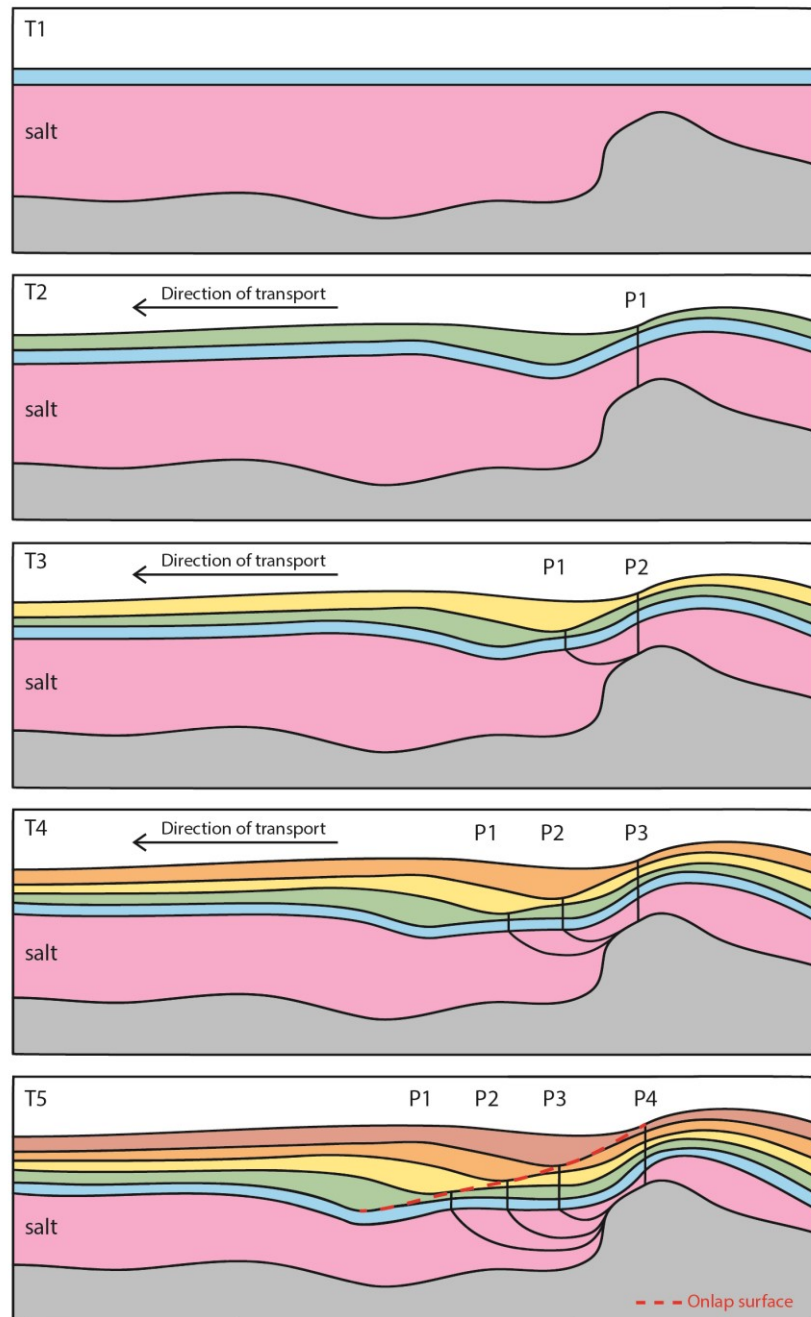 T1
salt
T2
Direction of transport
P1
salt
T3
Direction of transport
P1 P2
salt
T4
Direction of transport
P1 P2 P3
salt
T5
P1 P2 P3 P4
salt
Onlap surface